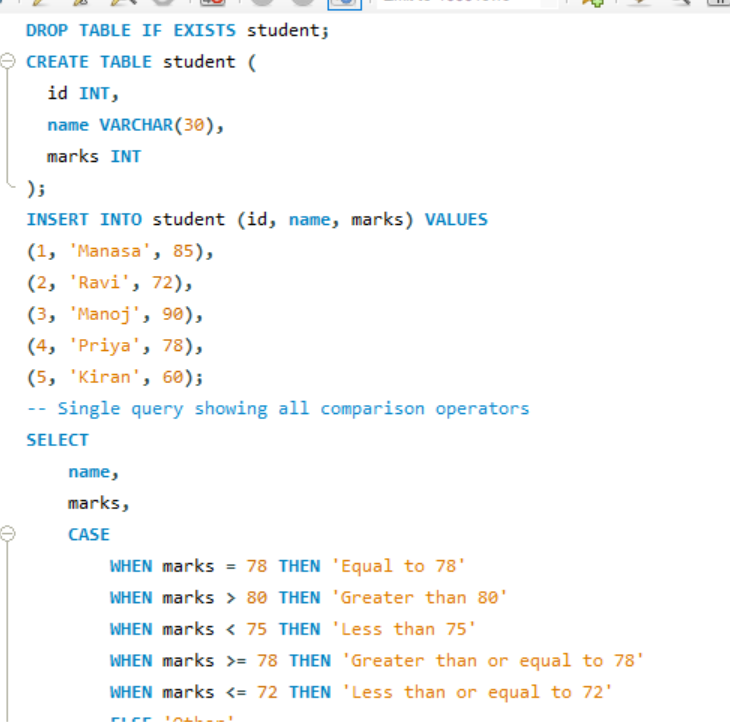 DROP TABLE IF EXISTS student;
CREATE TABLE student (
id INT,
name VARCHAR(30),
marks INT
);
INSERT INTO student (id, name, marks) VALUES
(1, 'Manasa', 85),
(2, 'Ravi', 72),
(3, 'Manoj', 90),
(4, 'Priya', 78),
(5, 'Kiran', 60);
-- Single query showing all comparison operators
SELECT
name,
marks,
CASE
WHEN marks = 78 THEN 'Equal to 78'
WHEN marks > 80 THEN 'Greater than 80'
WHEN marks < 75 THEN 'Less than 75'
WHEN marks >= 78 THEN 'Greater than or equal to 78'
WHEN marks <= 72 THEN 'Less than or equal to 72'
ELSE 'Other'